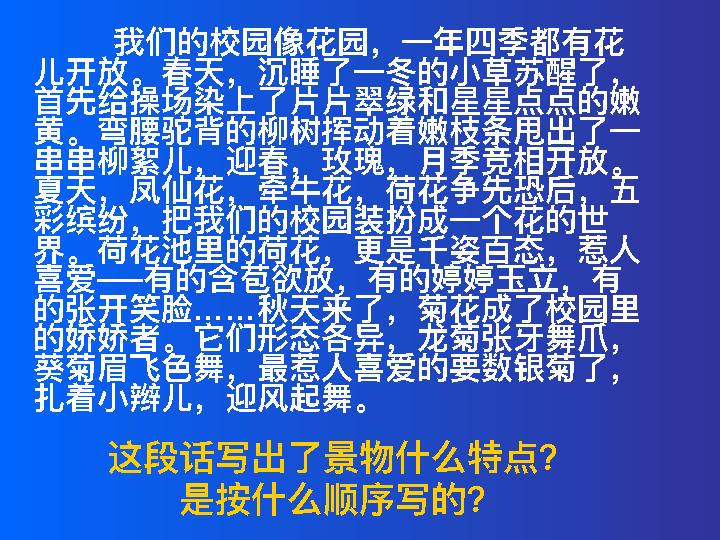 我们的校园像花园，一年四季都有花
儿开放。春天，沉睡了一冬的小草苏醒了，
首先给操场染上了片片翠绿和星星点点的嫩
黄。弯腰驼背的柳树挥动着嫩枝条甩出了一
串串柳絮儿，迎春，玫瑰，月季竞相开放。
夏天，凤仙花，牵牛花，荷花争先恐后，五
彩缤纷，把我们的校园装扮成一个花的世
界。荷花池里的荷花，更是千姿百态，惹人
喜爱──有的含苞欲放，有的婷婷玉立，有
的张开笑脸……秋天来了，菊花成了校园里
的娇娇者。它们形态各异，龙菊张牙舞爪，
葵菊眉飞色舞，最惹人喜爱的要数银菊了，
扎着小辫儿，迎风起舞。
这段话写出了景物什么特点？
是按什么顺序写的？